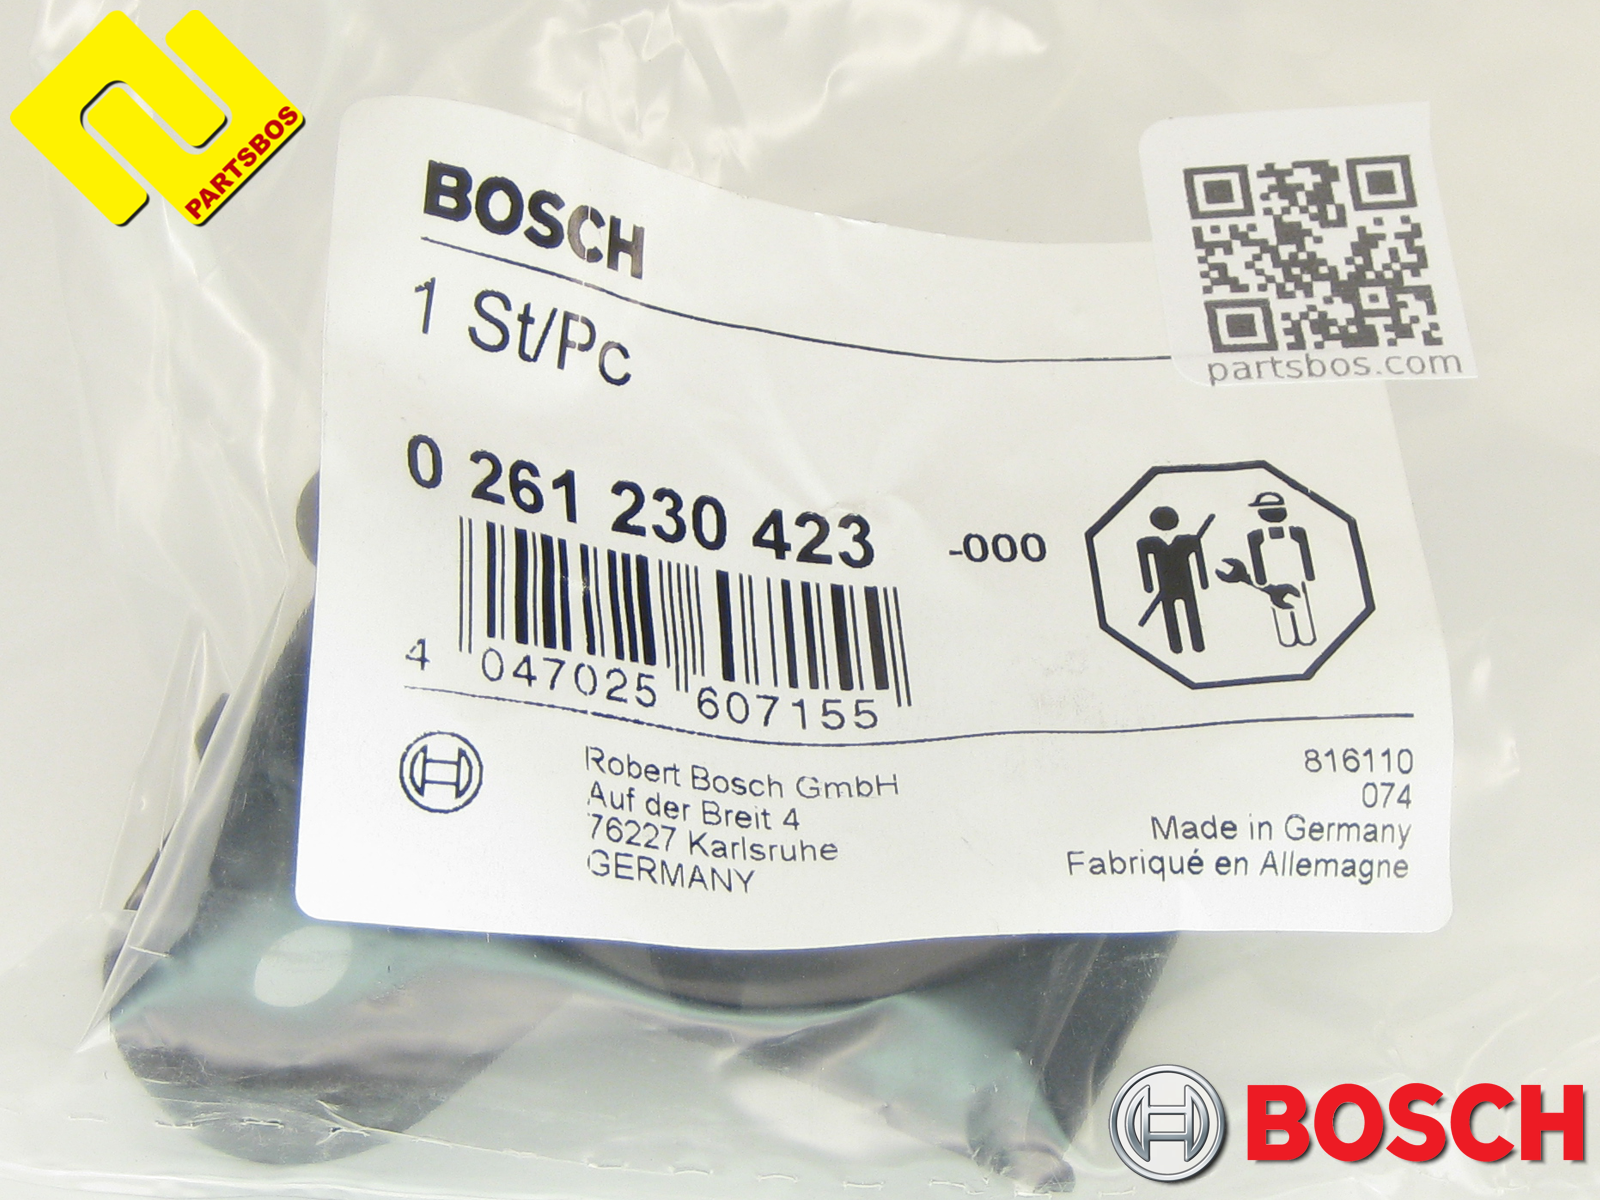 PARTSBOS
BOSCH
1 St/Pc
partsbos.com
0 261 230 423 -000
4 047025 607155
Robert Bosch GmbH
Auf der Breit 4
76227 Karlsruhe
GERMANY
816110
074
Made in Germany
Fabriqué en Allemagne
BOSCH